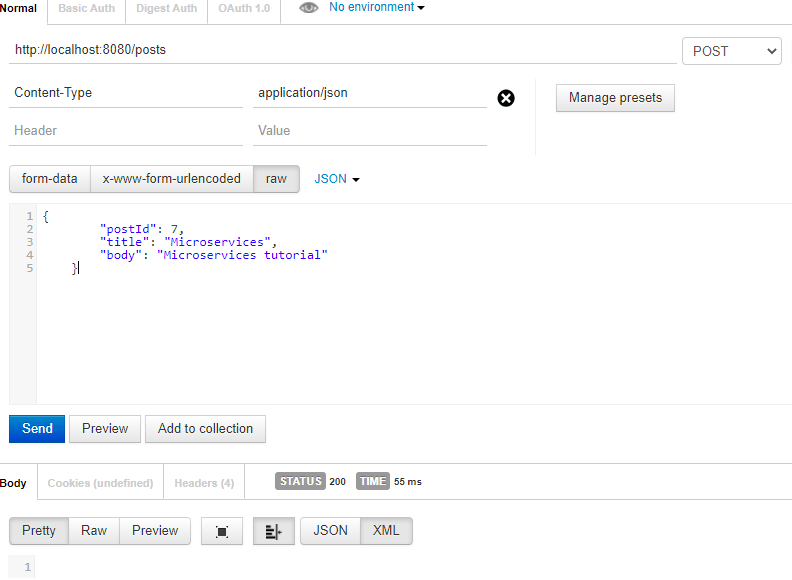 Normal Basic Auth Digest Auth OAuth 1.0 No environment
http://localhost:8080/posts POST
Content-Type application/json Manage presets
Header Value
form-data x-www-form-urlencoded raw JSON
1 {
2 "postId": 7,
3 "title": "Microservices",
4 "body": "Microservices tutorial"
5 }
Send Preview Add to collection
Body Cookies (undefined) Headers (4) STATUS 200 TIME 55 ms
Pretty Raw Preview JSON XML
1